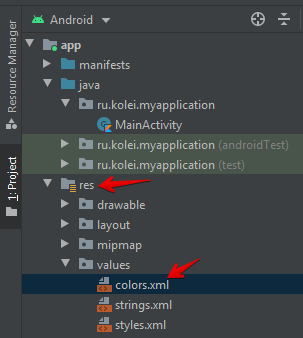 Android
Resource Manager
1: Project
app
manifests
java
ru.kolei.myapplication
MainActivity
ru.kolei.myapplication (androidTest)
ru.kolei.myapplication (test)
res
drawable
layout
mipmap
values
colors.xml
strings.xml
styles.xml